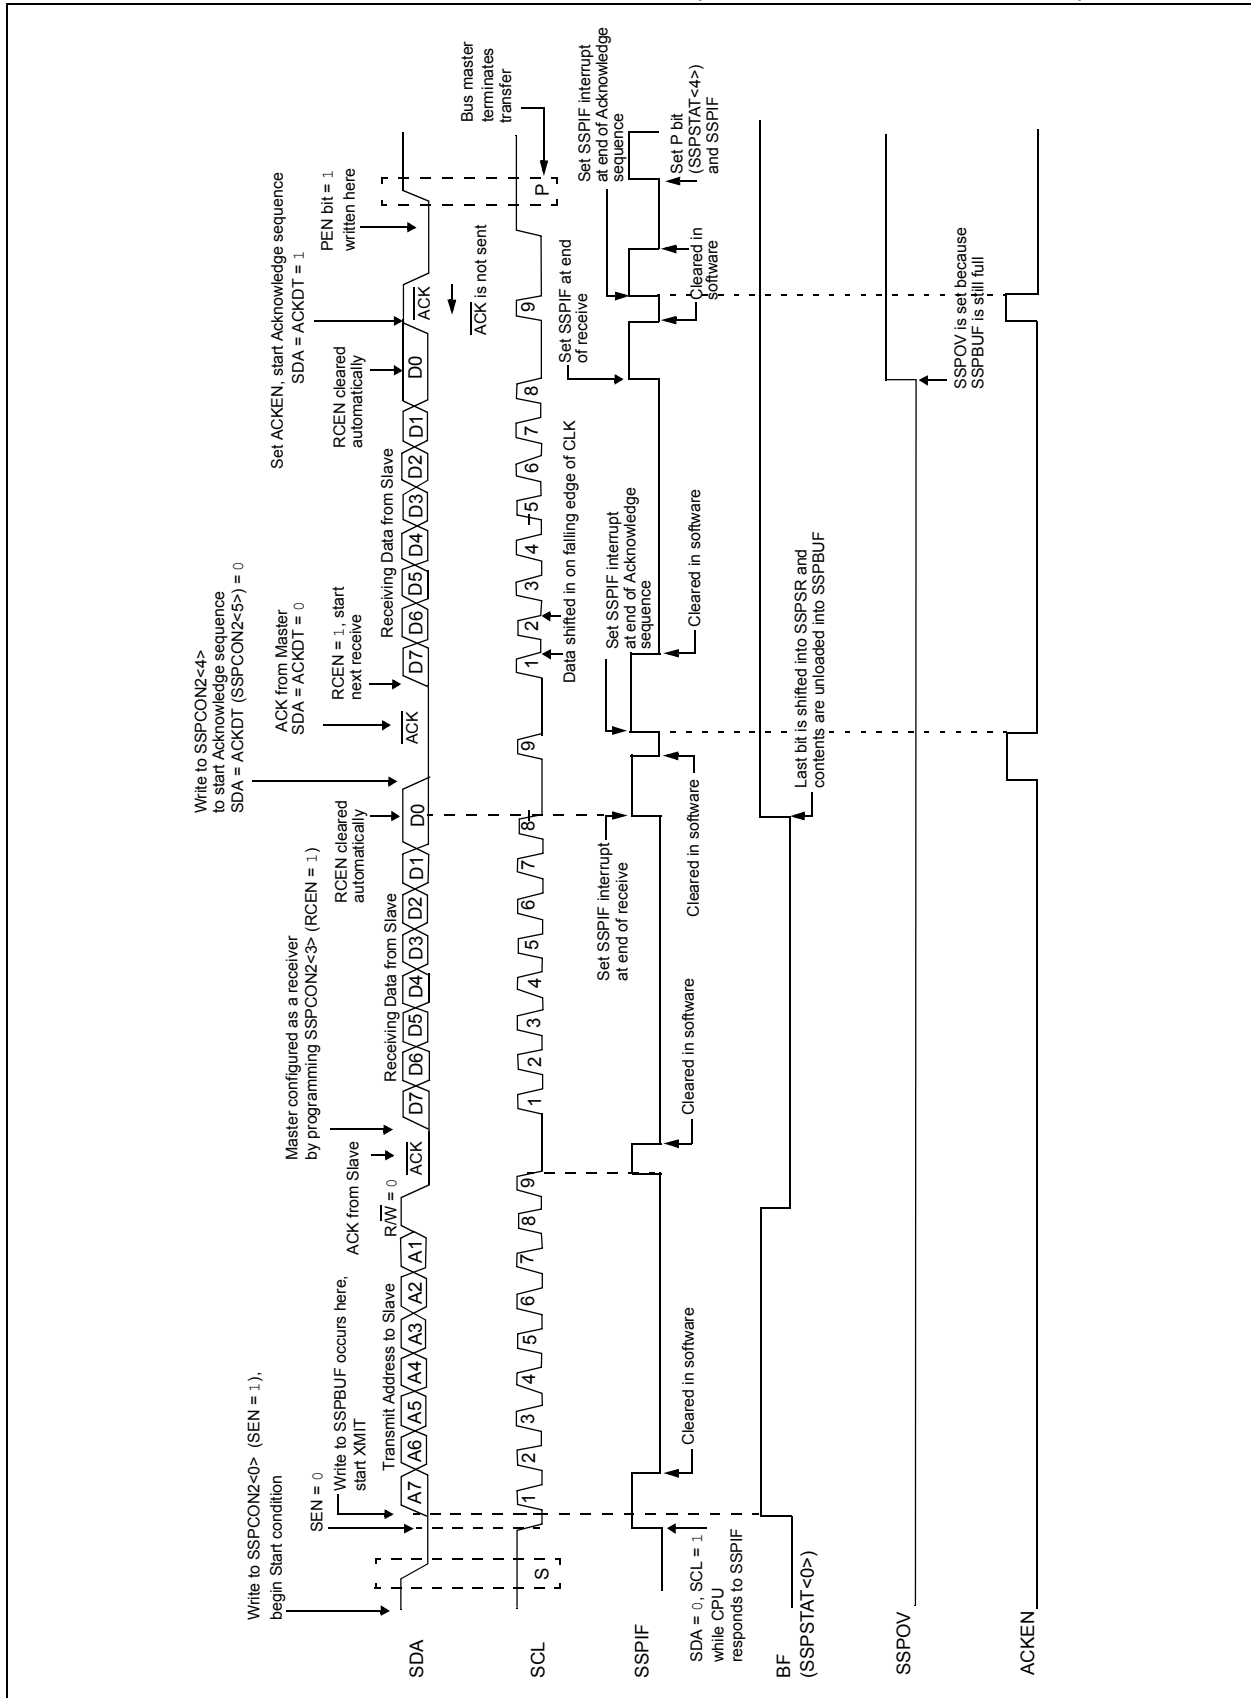 Write to SSPCON2<0> (SEN = 1),
begin Start condition
SEN = 0
Write to SSPBUF occurs here,
start XMIT
Master configured as a receiver
by programming SSPCON2<3> (RCEN = 1)
ACK from Slave
Write to SSPCON2<4>
to start Acknowledge sequence
SDA = ACKDT (SSPCON2<5>) = 0
RCEN cleared
automatically
ACK from Master
SDA = ACKDT = 0
RCEN = 1, start
next receive
Set ACKEN, start Acknowledge sequence
SDA = ACKDT = 1
RCEN cleared
automatically
PEN bit = 1
written here
Transmit Address to Slave
R/W = 0
Receiving Data from Slave
Receiving Data from Slave
SDA
A7 A6 A5 A4 A3 A2 A1
ACK
D7 D6 D5 D4 D3 D2 D1 D0
ACK
D7 D6 D5 D4 D3 D2 D1 D0
ACK
ACK is not sent
Bus master
terminates
transfer
SCL
S
1 2 3 4 5 6 7 8 9
1 2 3 4 5 6 7 8 9
1 2 3 4 5 6 7 8 9
P
Data shifted in on falling edge of CLK
Set SSPIF interrupt
at end of receive
Set SSPIF interrupt
at end of Acknowledge
sequence
Set SSPIF at end
of receive
Set SSPIF interrupt
at end of Acknowledge
sequence
SSPIF
SDA = 0, SCL = 1
while CPU
responds to SSPIF
Cleared in software
Cleared in software
Cleared in software
Cleared in software
Cleared in
software
Set P bit
(SSPSTAT<4>)
and SSPIF
BF
(SSPSTAT<0>)
Last bit is shifted into SSPSR and
contents are unloaded into SSPBUF
SSPOV
SSPOV is set because
SSPBUF is still full
ACKEN